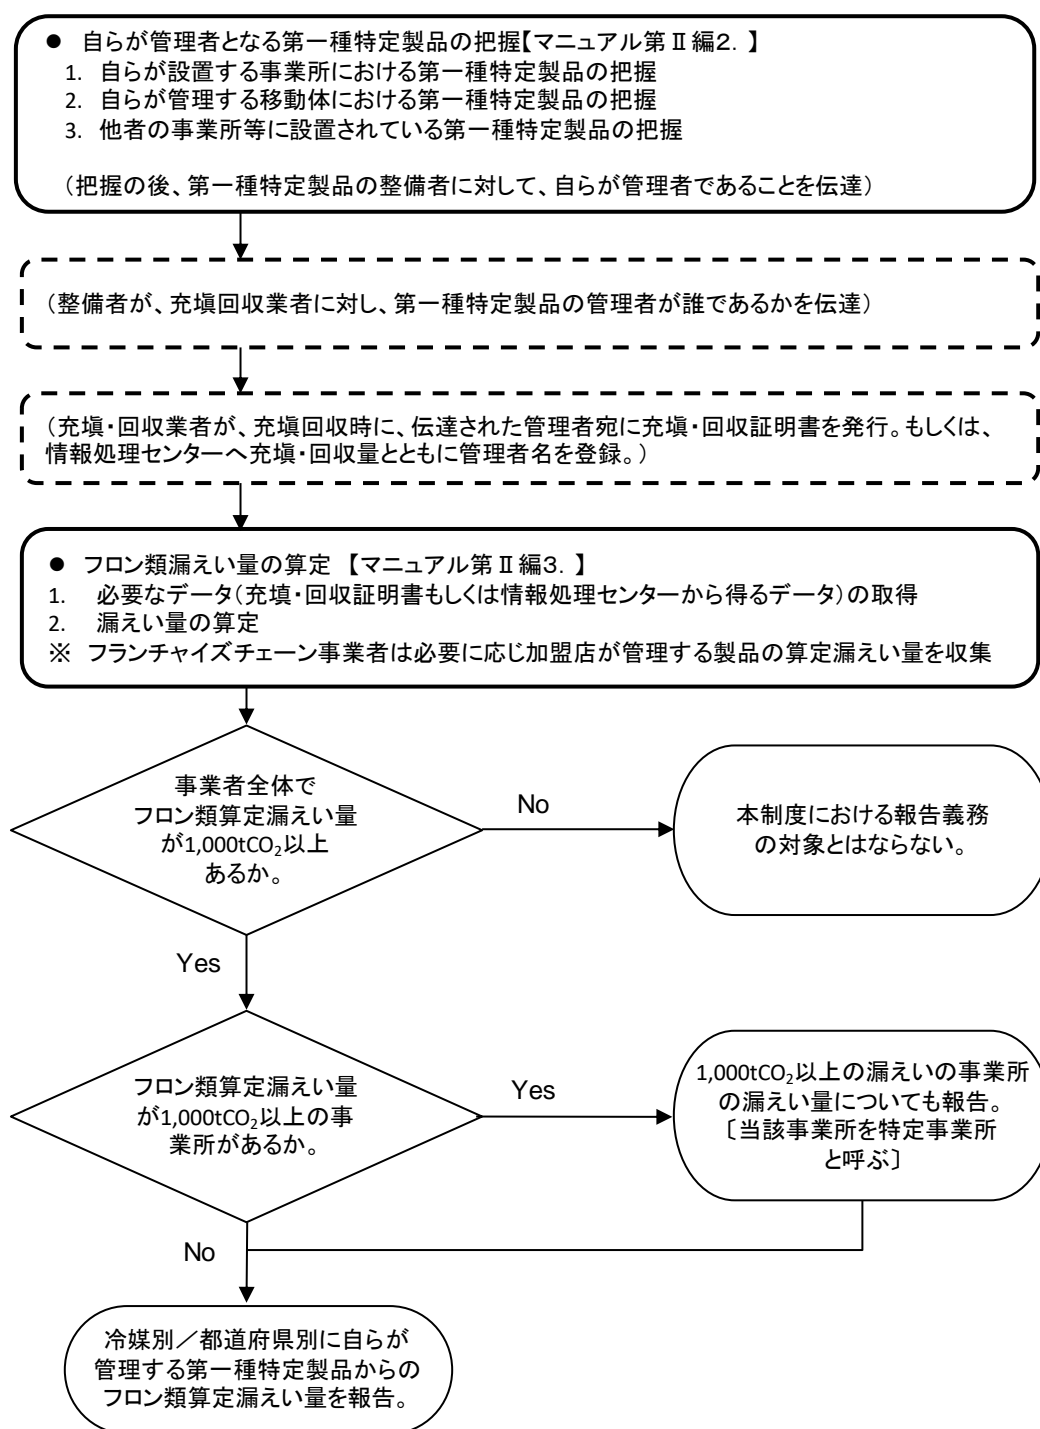 ● 自らが管理者となる第一種特定製品の把握【マニュアル第Ⅱ編2．】
1. 自らが設置する事業所における第一種特定製品の把握
2. 自らが管理する移動体における第一種特定製品の把握
3. 他者の事業所等に設置されている第一種特定製品の把握
（把握の後、第一種特定製品の整備者に対して、自らが管理者であることを伝達）
（整備者が、充塡回収業者に対し、第一種特定製品の管理者が誰であるかを伝達）
（充塡・回収業者が、充塡回収時に、伝達された管理者宛に充塡・回収証明書を発行。もしくは、
情報処理センターへ充塡・回収量とともに管理者名を登録。）
● フロン類漏えい量の算定 【マニュアル第Ⅱ編3．】
1. 必要なデータ（充塡・回収証明書もしくは情報処理センターから得るデータ）の取得
2. 漏えい量の算定
※ フランチャイズチェーン事業者は必要に応じ加盟店が管理する製品の算定漏えい量を収集
事業者全体で
フロン類算定漏えい量
が1,000tCO₂以上
あるか。
No
本制度における報告義務
の対象とはならない。
Yes
フロン類算定漏えい量
が1,000tCO₂以上の事
業所があるか。
Yes
1,000tCO₂以上の漏えいの事業所
の漏えい量についても報告。
〔当該事業所を特定事業所
と呼ぶ〕
No
冷媒別／都道府県別に自らが
管理する第一種特定製品からの
フロン類算定漏えい量を報告。